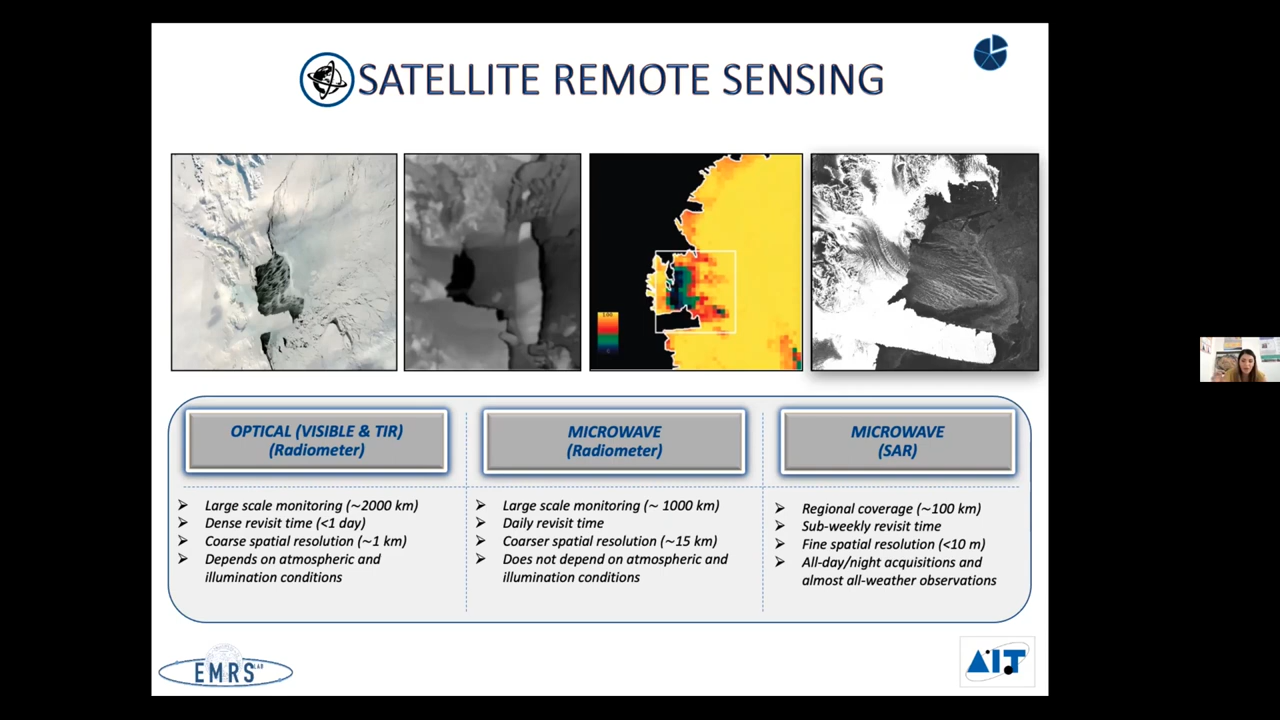 SATELLITE REMOTE SENSING
100
OPTICAL (VISIBLE & TIR)
(Radiometer)
Large scale monitoring (~2000 km)
Dense revisit time (<1 day)
Coarse spatial resolution (~1 km)
Depends on atmospheric and
illumination conditions
MICROWAVE
(Radiometer)
Large scale monitoring (~ 1000 km)
Daily revisit time
Coarser spatial resolution (~15 km)
Does not depend on atmospheric and
illumination conditions
MICROWAVE
(SAR)
Regional coverage (~100 km)
Sub-weekly revisit time
Fine spatial resolution (<10 m)
All-day/night acquisitions and
almost all-weather observations
EMRS LAB
AIT